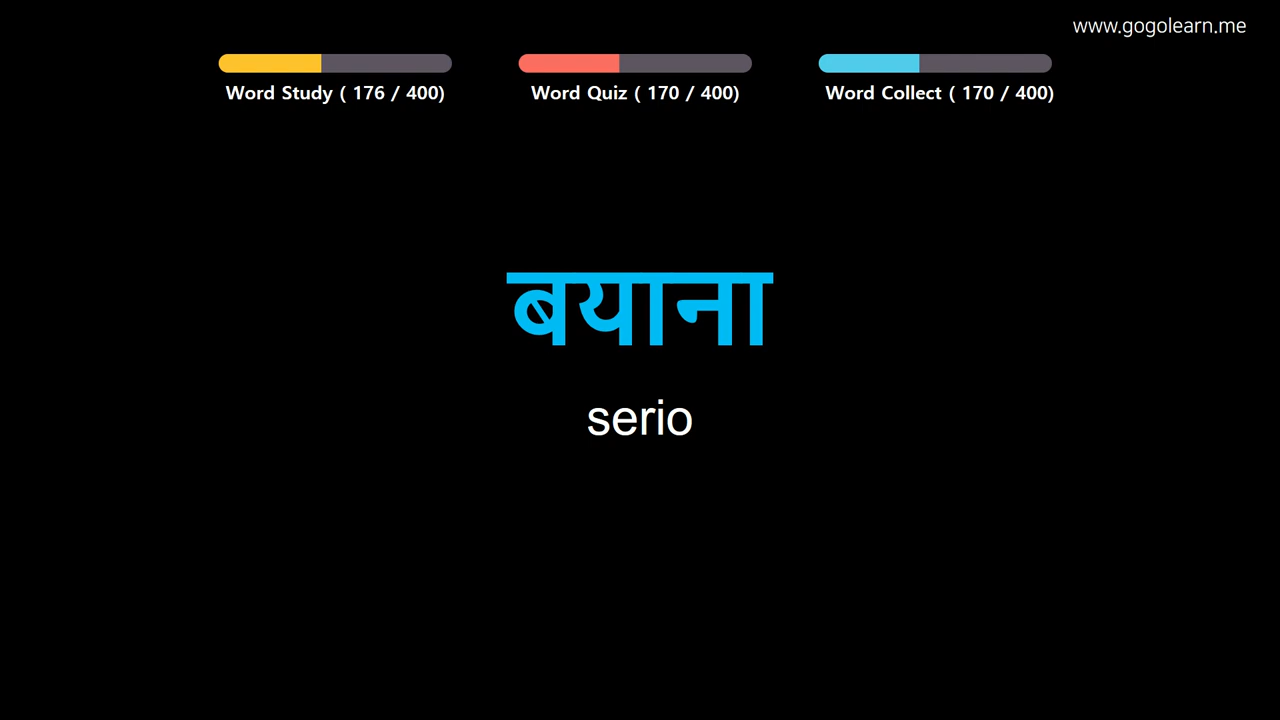 www.gogolearn.me
Word Study ( 176 / 400)
Word Quiz ( 170 / 400)
Word Collect ( 170 / 400)
बयाना
serio